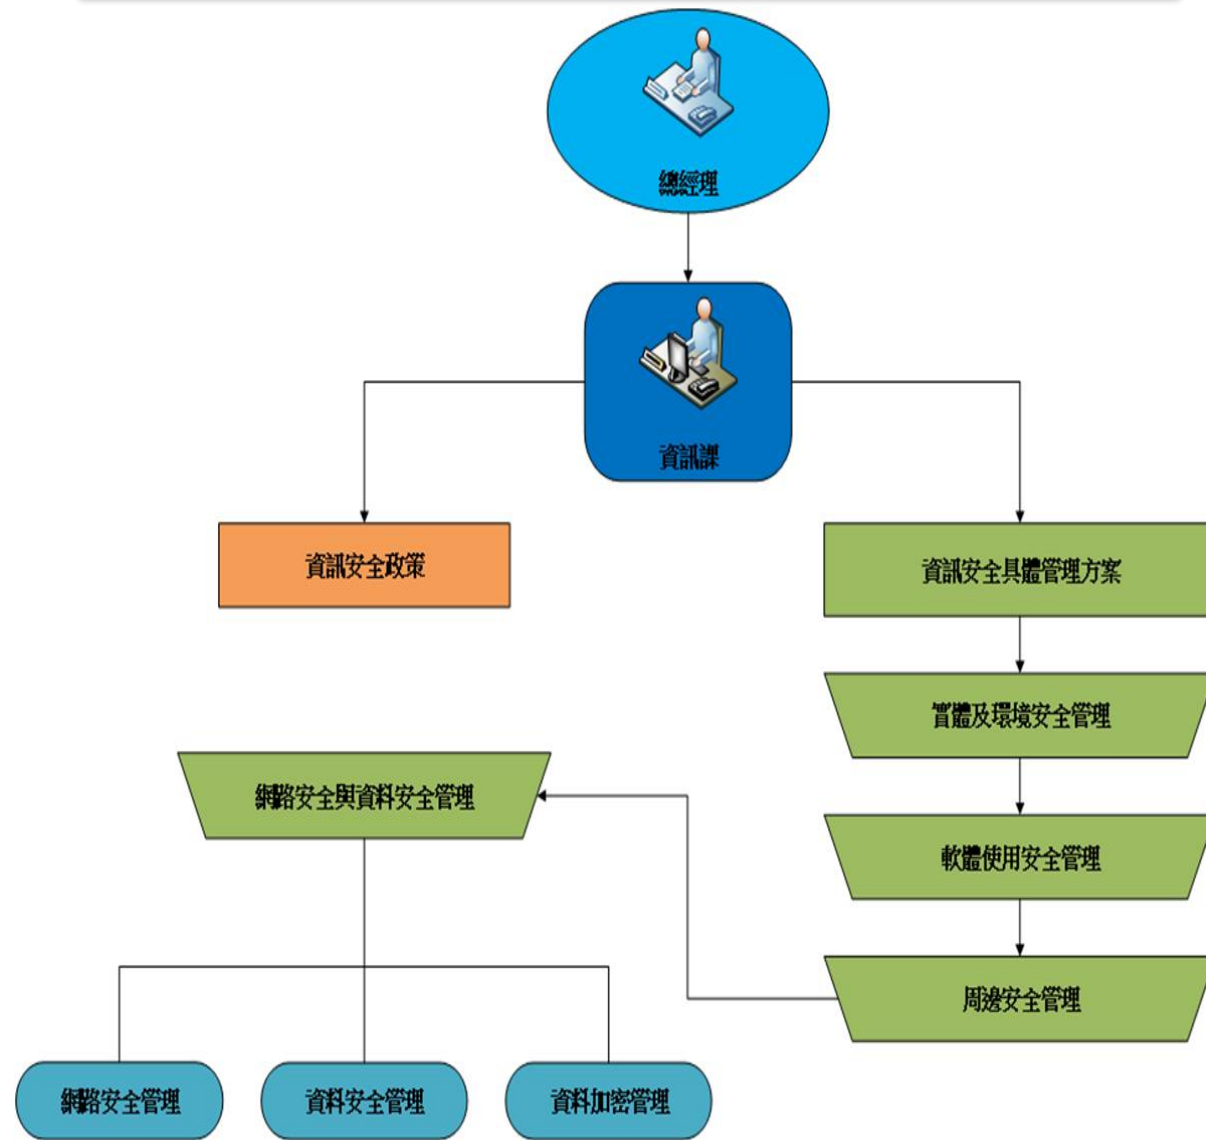 總經理
資訊課
資訊安全政策
資訊安全具體管理方案
實體及環境安全管理
軟體使用安全管理
周邊安全管理
網路安全與資料安全管理
網路安全管理
資料安全管理
資料加密管理